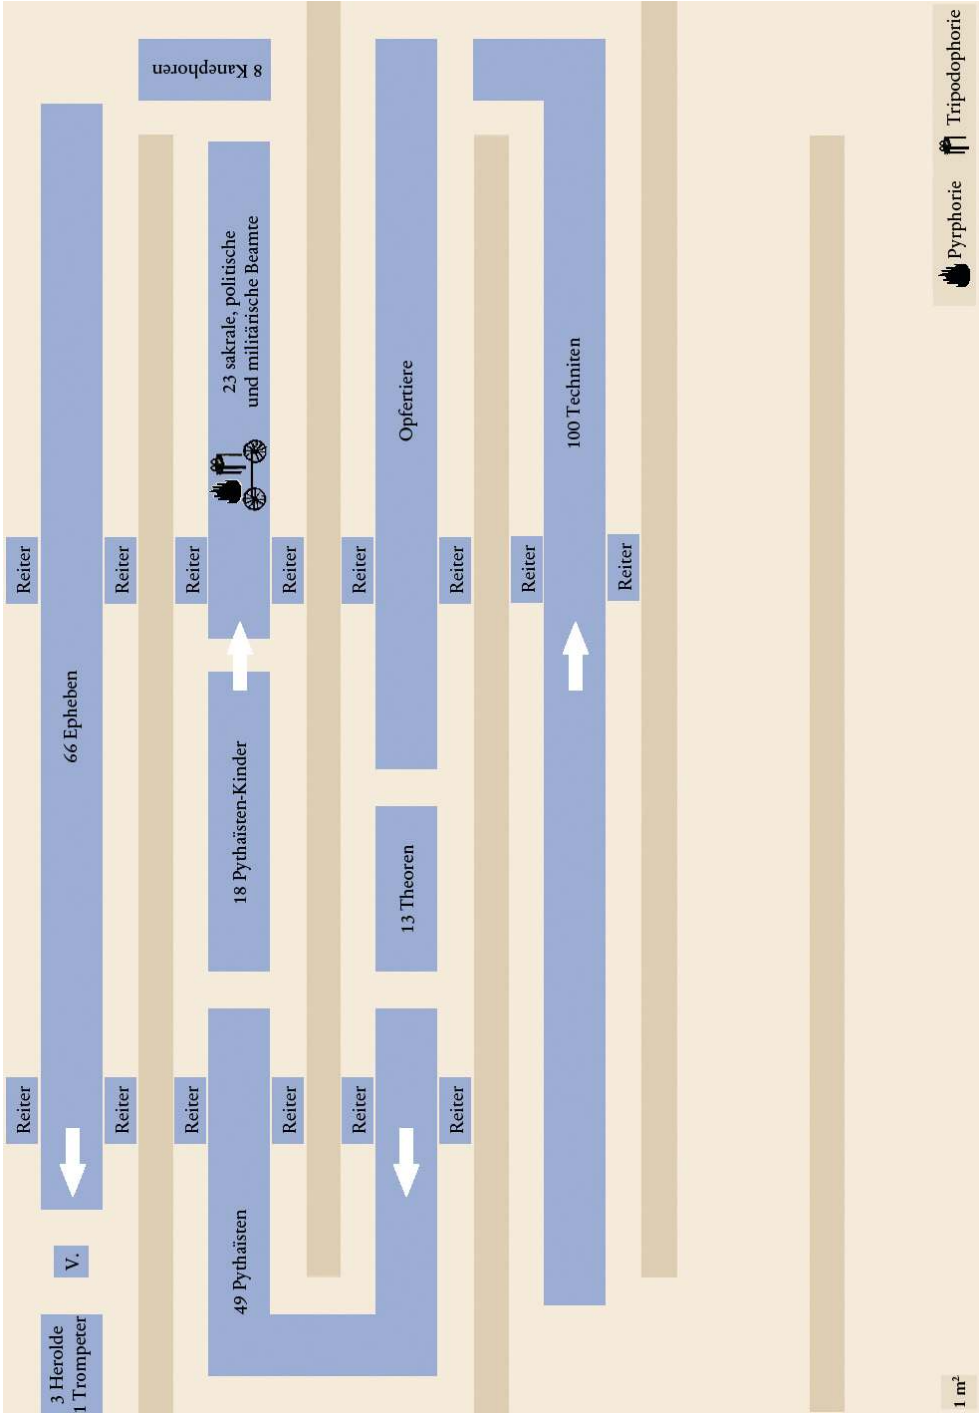 Reiter
Reiter
3 Herolde
1 Trompeter
V.
66 Epheben
Reiter
Reiter
8 Kanephoren
Reiter
Reiter
49 Pythaïsten
18 Pythaïsten-Kinder
23 sakrale, politische
und militärische Beamte
Reiter
Reiter
Reiter
Reiter
13 Theoren
Opfertiere
Reiter
Reiter
Reiter
100 Techniten
Reiter
1 m²
Pyrphorie
Tripodophorie